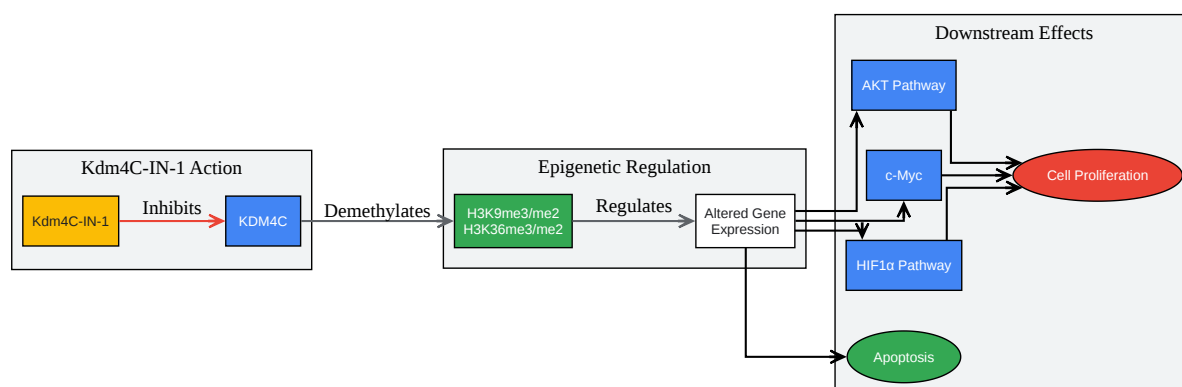 Downstream Effects
AKT Pathway
Kdm4C-IN-1 Action
Epigenetic Regulation
c-Myc
Cell Proliferation
Kdm4C-IN-1
Inhibits
KDM4C
Demethylates
H3K9me3/me2
H3K36me3/me2
Regulates
Altered Gene
Expression
HIF1α Pathway
Apoptosis